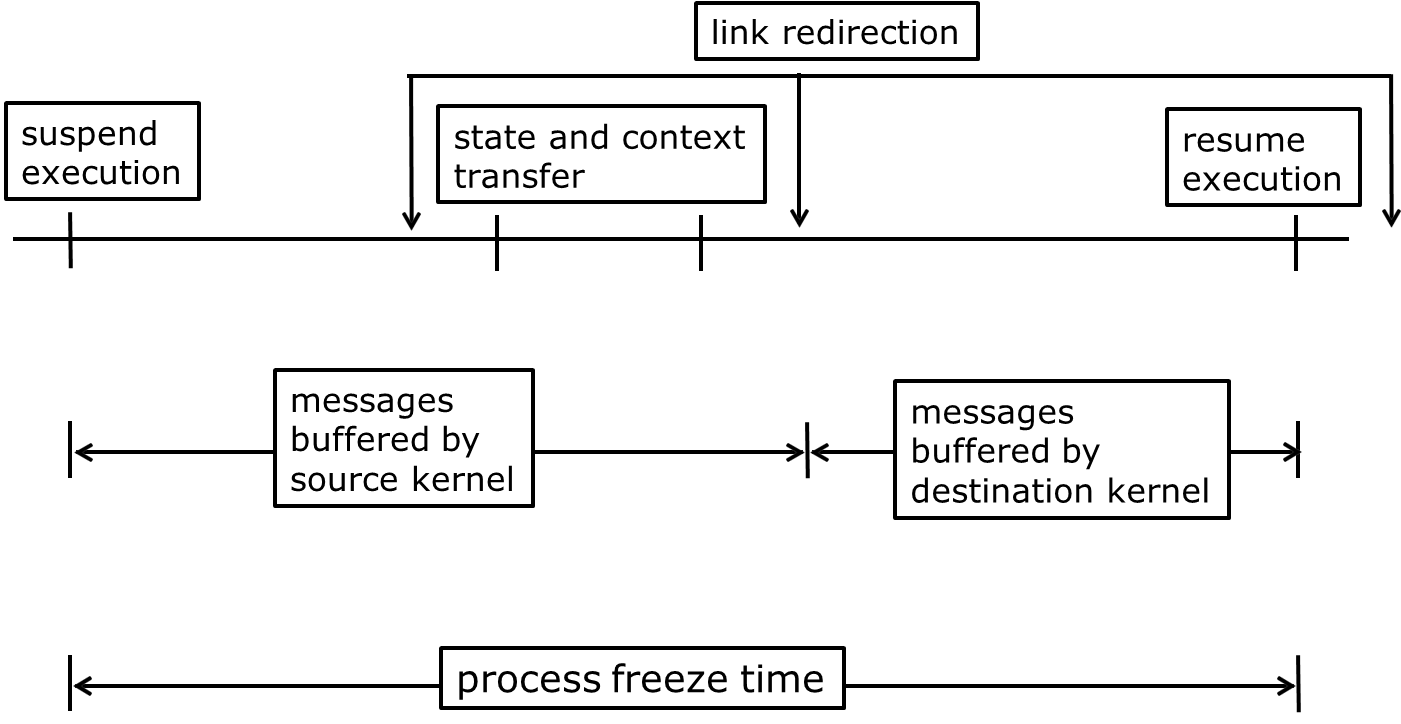 link redirection
suspend
execution
state and context
transfer
resume
execution
messages
buffered by
source kernel
messages
buffered by
destination kernel
process freeze time